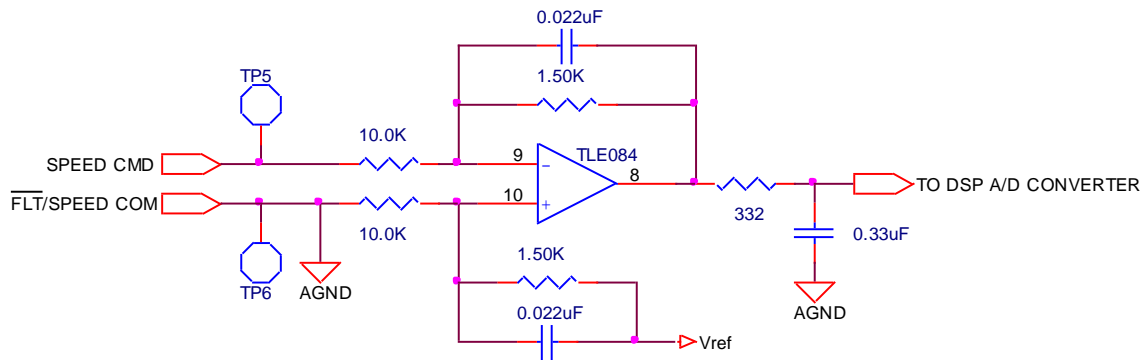 0.022uF
1.50K
TP5
10.0K
TLE084
SPEED CMD
9
8
TO DSP A/D CONVERTER
FLT/SPEED COM
10
10.0K
332
0.33uF
1.50K
TP6
AGND
0.022uF
AGND
Vref